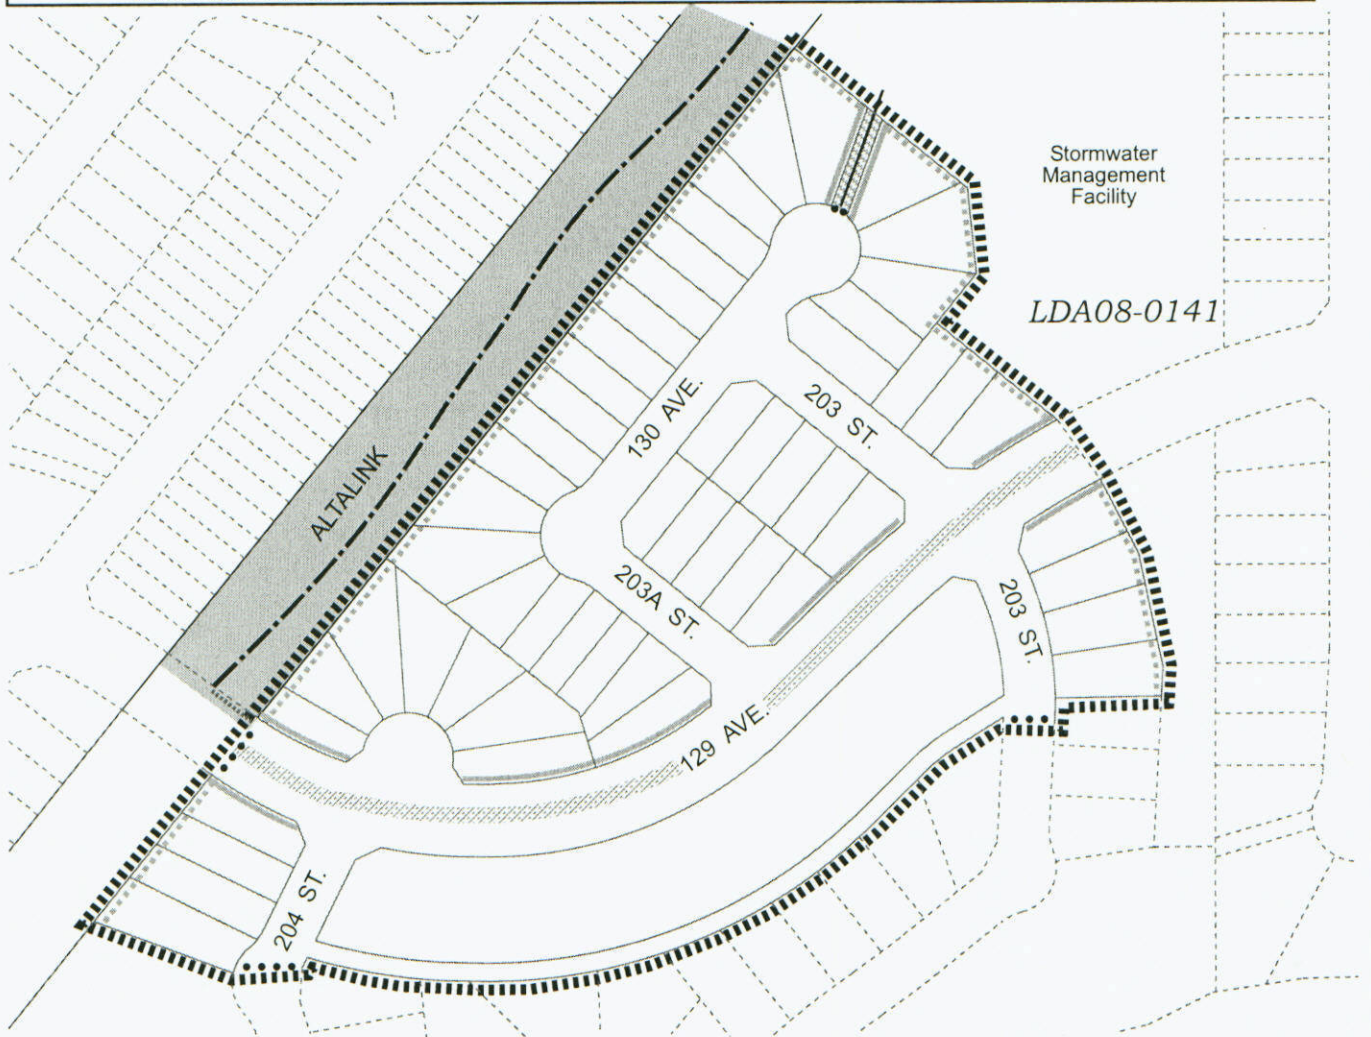 Stormwater
Management
Facility
LDA08-0141
130 AVE.
203 ST.
ALTALINK
203A ST.
203 ST.
129 AVE.
204 ST.